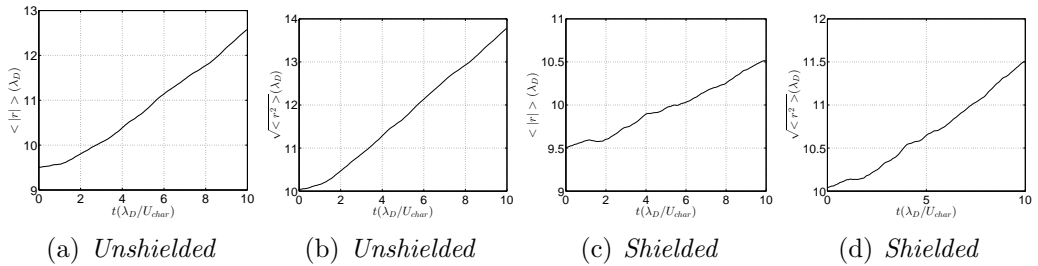 13
12
11
10
9
< |r| > (λ_D)
0 2 4 6 8 10
t(λ_D/U_char)
(a) Unshielded
14
13
12
11
10
√< r² >(λ_D)
0 2 4 6 8 10
t(λ_D/U_char)
(b) Unshielded
11
10.5
10
9.5
9
< |r| > (λ_D)
0 2 4 6 8 10
t(λ_D/U_char)
(c) Shielded
12
11.5
11
10.5
10
√< r² >(λ_D)
0 5 10
t(λ_D/U_char)
(d) Shielded